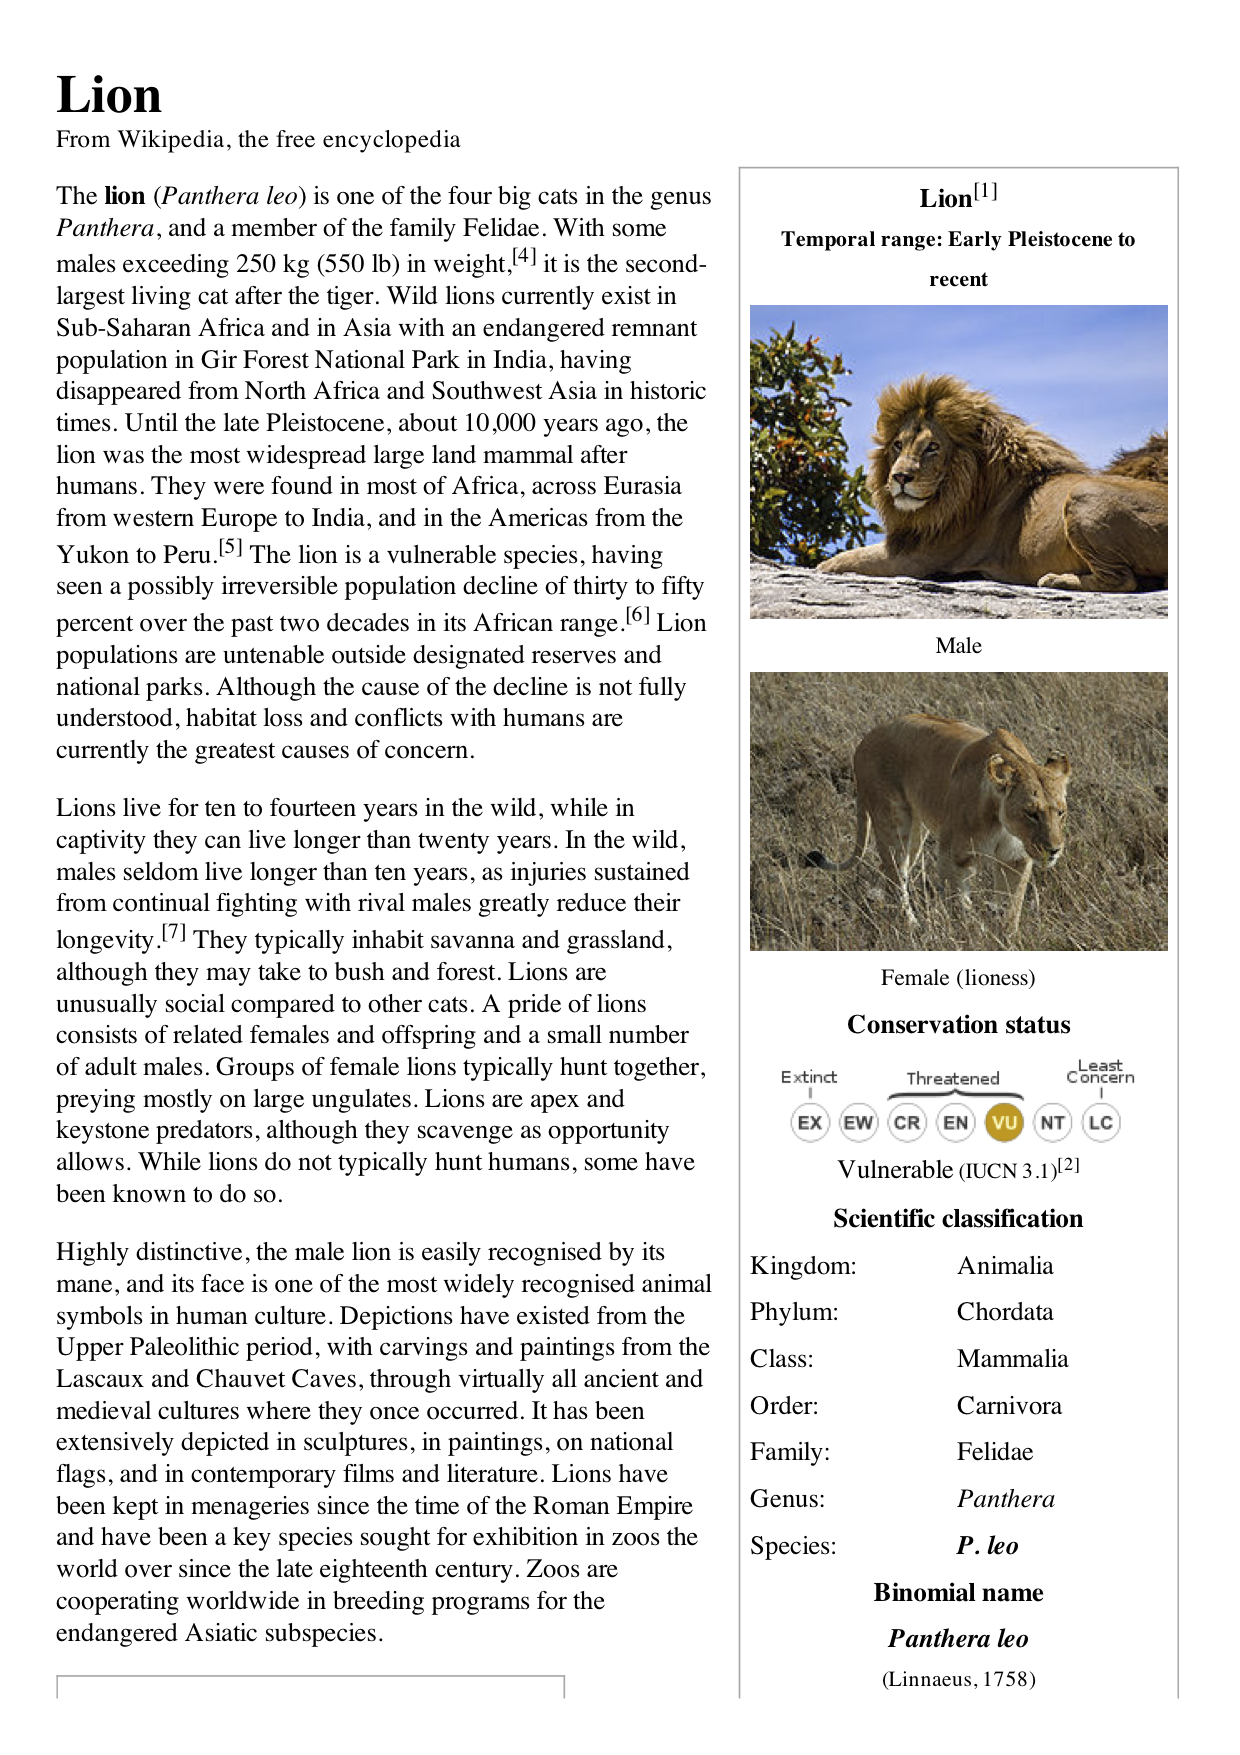 Lion
From Wikipedia, the free encyclopedia
The lion (Panthera leo) is one of the four big cats in the genus
Panthera, and a member of the family Felidae. With some
males exceeding 250 kg (550 lb) in weight,[4] it is the second-
largest living cat after the tiger. Wild lions currently exist in
Sub-Saharan Africa and in Asia with an endangered remnant
population in Gir Forest National Park in India, having
disappeared from North Africa and Southwest Asia in historic
times. Until the late Pleistocene, about 10,000 years ago, the
lion was the most widespread large land mammal after
humans. They were found in most of Africa, across Eurasia
from western Europe to India, and in the Americas from the
Yukon to Peru.[5] The lion is a vulnerable species, having
seen a possibly irreversible population decline of thirty to fifty
percent over the past two decades in its African range.[6] Lion
populations are untenable outside designated reserves and
national parks. Although the cause of the decline is not fully
understood, habitat loss and conflicts with humans are
currently the greatest causes of concern.
Lions live for ten to fourteen years in the wild, while in
captivity they can live longer than twenty years. In the wild,
males seldom live longer than ten years, as injuries sustained
from continual fighting with rival males greatly reduce their
longevity.[7] They typically inhabit savanna and grassland,
although they may take to bush and forest. Lions are
unusually social compared to other cats. A pride of lions
consists of related females and offspring and a small number
of adult males. Groups of female lions typically hunt together,
preying mostly on large ungulates. Lions are apex and
keystone predators, although they scavenge as opportunity
allows. While lions do not typically hunt humans, some have
been known to do so.
Highly distinctive, the male lion is easily recognised by its
mane, and its face is one of the most widely recognised animal
symbols in human culture. Depictions have existed from the
Upper Paleolithic period, with carvings and paintings from the
Lascaux and Chauvet Caves, through virtually all ancient and
medieval cultures where they once occurred. It has been
extensively depicted in sculptures, in paintings, on national
flags, and in contemporary films and literature. Lions have
been kept in menageries since the time of the Roman Empire
and have been a key species sought for exhibition in zoos the
world over since the late eighteenth century. Zoos are
cooperating worldwide in breeding programs for the
endangered Asiatic subspecies.
Lion[1]
Temporal range: Early Pleistocene to
recent
Male
Female (lioness)
Conservation status
Extinct Threatened Least Concern
EX EW CR EN VU NT LC
Vulnerable (IUCN 3.1)[2]
Scientific classification
Kingdom: Animalia
Phylum: Chordata
Class: Mammalia
Order: Carnivora
Family: Felidae
Genus: Panthera
Species: P. leo
Binomial name
Panthera leo
(Linnaeus, 1758)